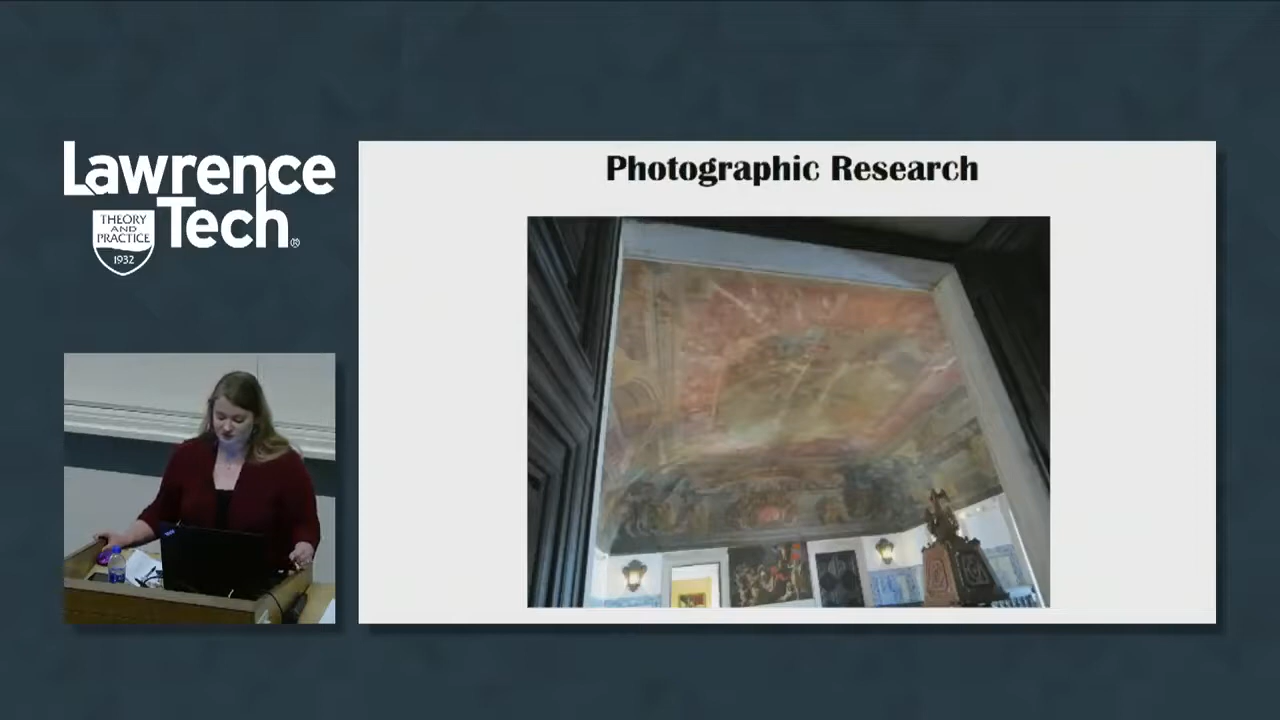 Lawrence
Tech®
THEORY
AND
PRACTICE
1932
Photographic Research